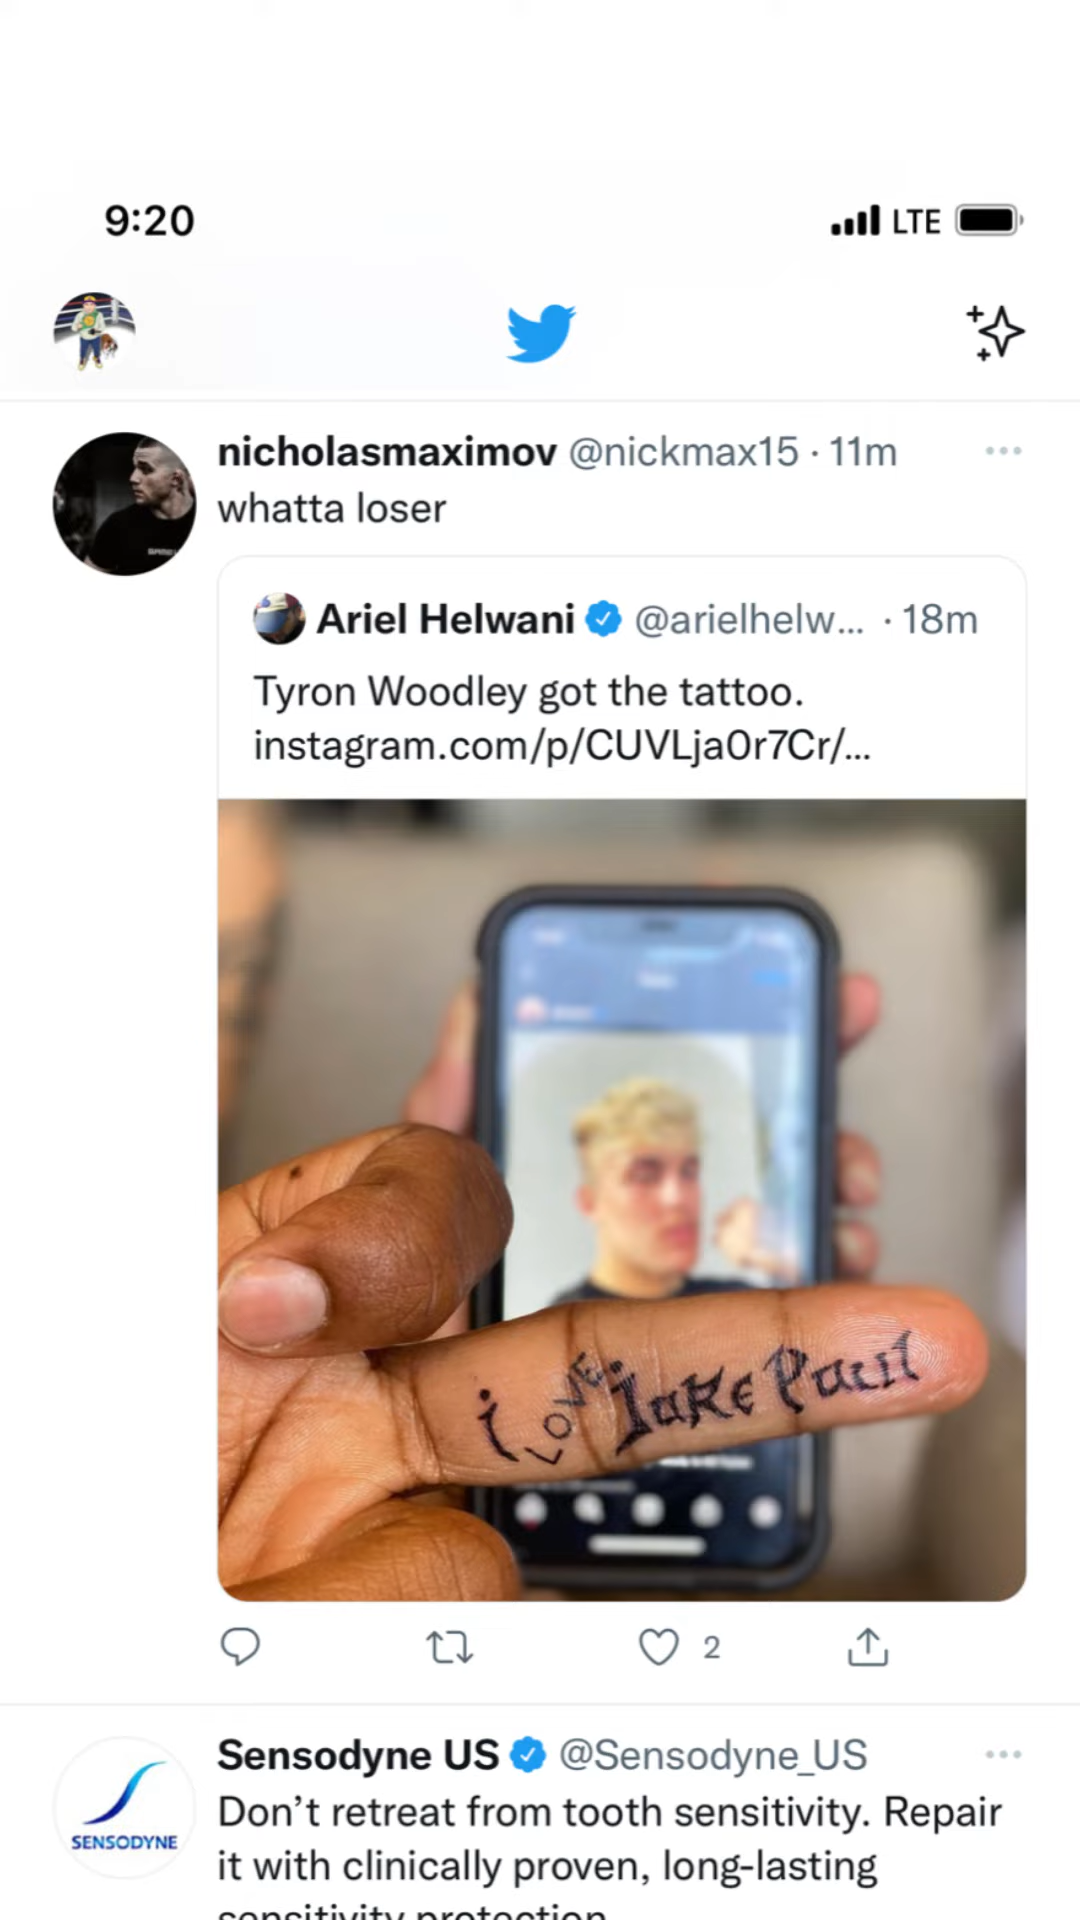 9:20 LTE
nicholasmaximov @nickmax15 · 11m
whatta loser
Ariel Helwani @arielhelw... · 18m
Tyron Woodley got the tattoo.
instagram.com/p/CUVLja0r7Cr/...
i LOVE Jake Paul
2
Sensodyne US @Sensodyne_US
SENSODYNE
Don’t retreat from tooth sensitivity. Repair
it with clinically proven, long-lasting
sensitivity protection